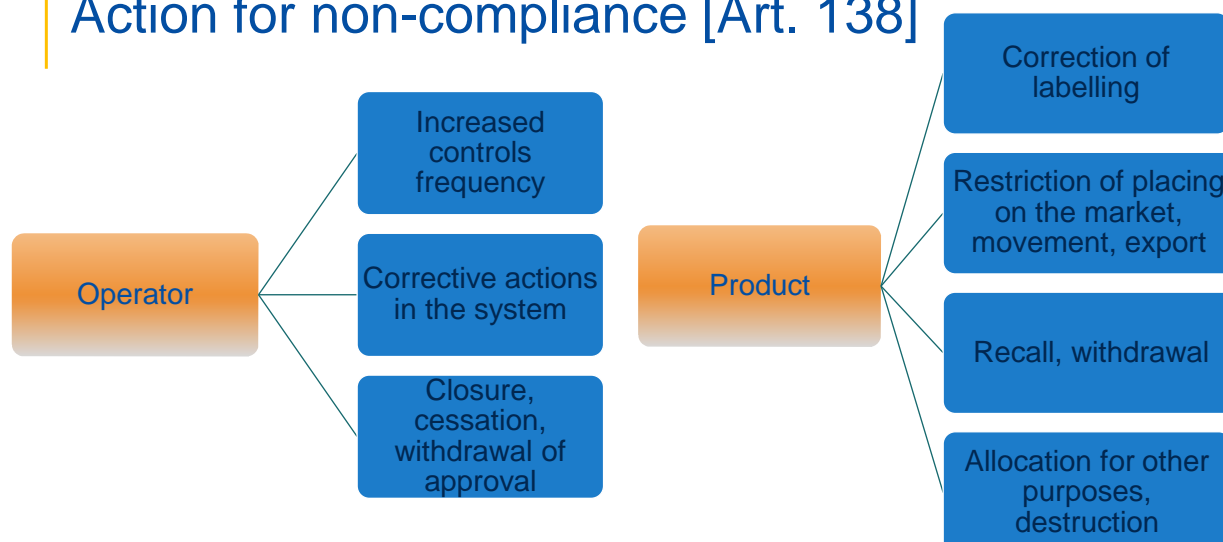 Action for non-compliance [Art. 138]
Operator
Increased
controls
frequency
Corrective actions
in the system
Closure,
cessation,
withdrawal of
approval
Product
Correction of
labelling
Restriction of placing
on the market,
movement, export
Recall, withdrawal
Allocation for other
purposes,
destruction